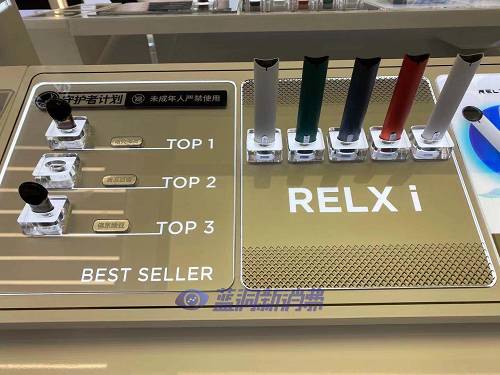 守护者计划 未成年人严禁使用
TOP 1
TOP 2
TOP 3
BEST SELLER
RELX i
RELX
蓝洞新消费